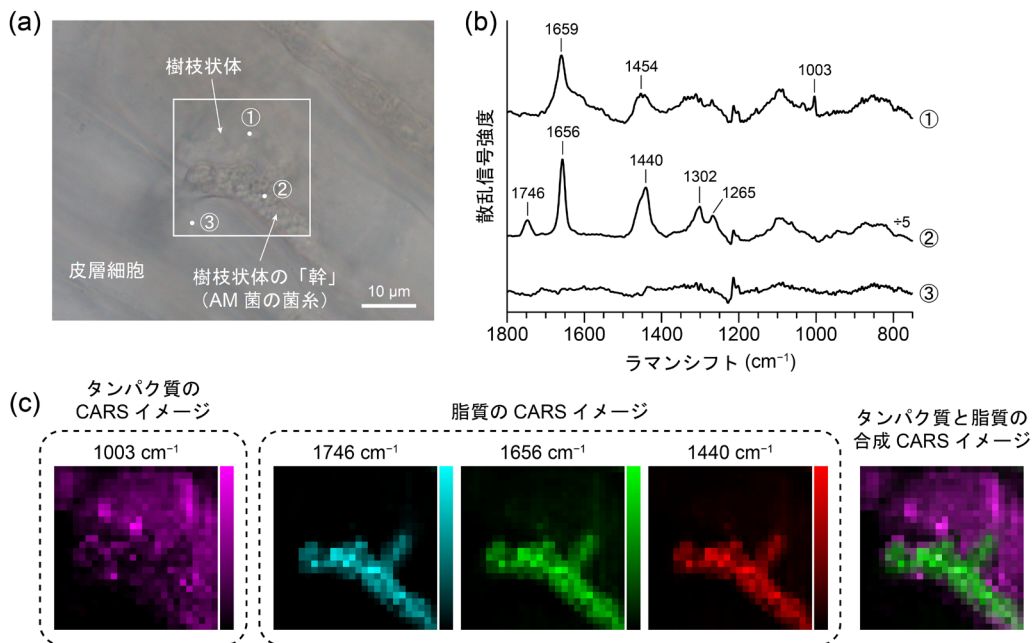 (a)
樹枝状体
①
②
③
樹枝状体の「幹」
（AM 菌の菌糸）
皮層細胞
10 µm
(b)
散乱信号強度
1659
1454
1003
①
1746
1656
1440
1302
1265
÷5
②
③
1800
1600
1400
1200
1000
800
ラマンシフト (cm⁻¹)
(c)
タンパク質の
CARS イメージ
1003 cm⁻¹
脂質の CARS イメージ
1746 cm⁻¹
1656 cm⁻¹
1440 cm⁻¹
タンパク質と脂質の
合成 CARS イメージ